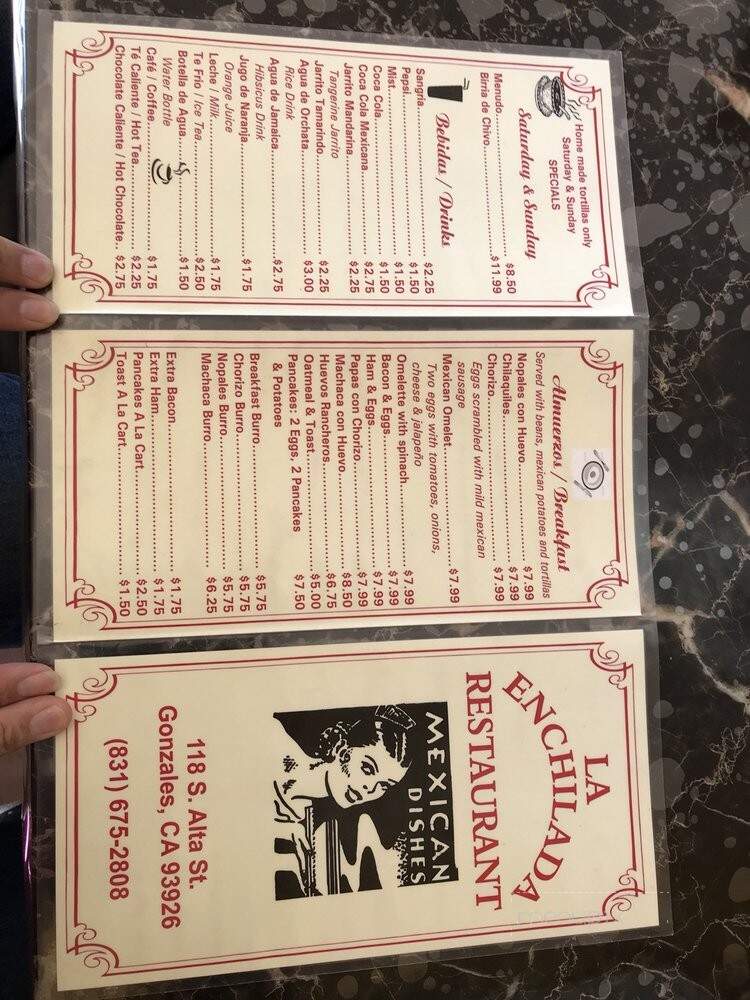 Home made tortillas only
Saturday & Sunday
SPECIALS
Saturday & Sunday
Menudo..............................$8.50
Birria de Chivo....................$11.99
Bebidas / Drinks
Sangria..............................$2.25
Pepsi................................$1.50
Mist.................................$1.50
Coca Cola............................$1.50
Coca Cola Mexicana...................$2.75
Jarrito Mandarina....................$2.25
Tangerine Jarrito
Jarrito Tamarindo....................$2.25
Agua de Orchata......................$3.00
Rice Drink
Agua de Jamaica......................$2.75
Hibsicus Drink
Jugo de Naranja......................$1.75
Orange Juice
Leche / Milk.........................$1.75
Te Frio / Ice Tea....................$2.50
Botella de Agua......................$1.50
Water Bottle
Café / Coffee........................$1.75
Té Caliente / Hot Tea................$2.25
Chocolate Caliente / Hot Chocolate..$2.75
Almuerzos / Breakfast
Served with beans, mexican potatoes and tortillas
Nopales con Huevo....................$7.99
Chilaquiles..........................$7.99
Chorizo..............................$7.99
Eggs scrambled with mild mexican
sausage
Mexican Omelet.......................$7.99
Two eggs with tomatoes, onions,
cheese & jalapeño
Omelette with spinach................$7.99
Bacon & Eggs.........................$7.99
Ham & Eggs...........................$7.99
Papas con Chorizo....................$7.99
Machaca con Huevo....................$8.50
Huevos Rancheros.....................$6.75
Oatmeal & Toast......................$5.00
Pancakes: 2 Eggs, 2 Pancakes $7.50
& Potatoes
Breakfast Burro......................$5.75
Chorizo Burro........................$5.75
Nopales Burro........................$5.75
Machaca Burro........................$6.25
Extra Bacon..........................$1.75
Extra Ham............................$1.75
Pancakes A La Cart...................$2.50
Toast A La Cart......................$1.50
LA
ENCHILADA
RESTAURANT
MEXICAN
DISHES
118 S. Alta St.
Gonzales, CA 93926
(831) 675-2808